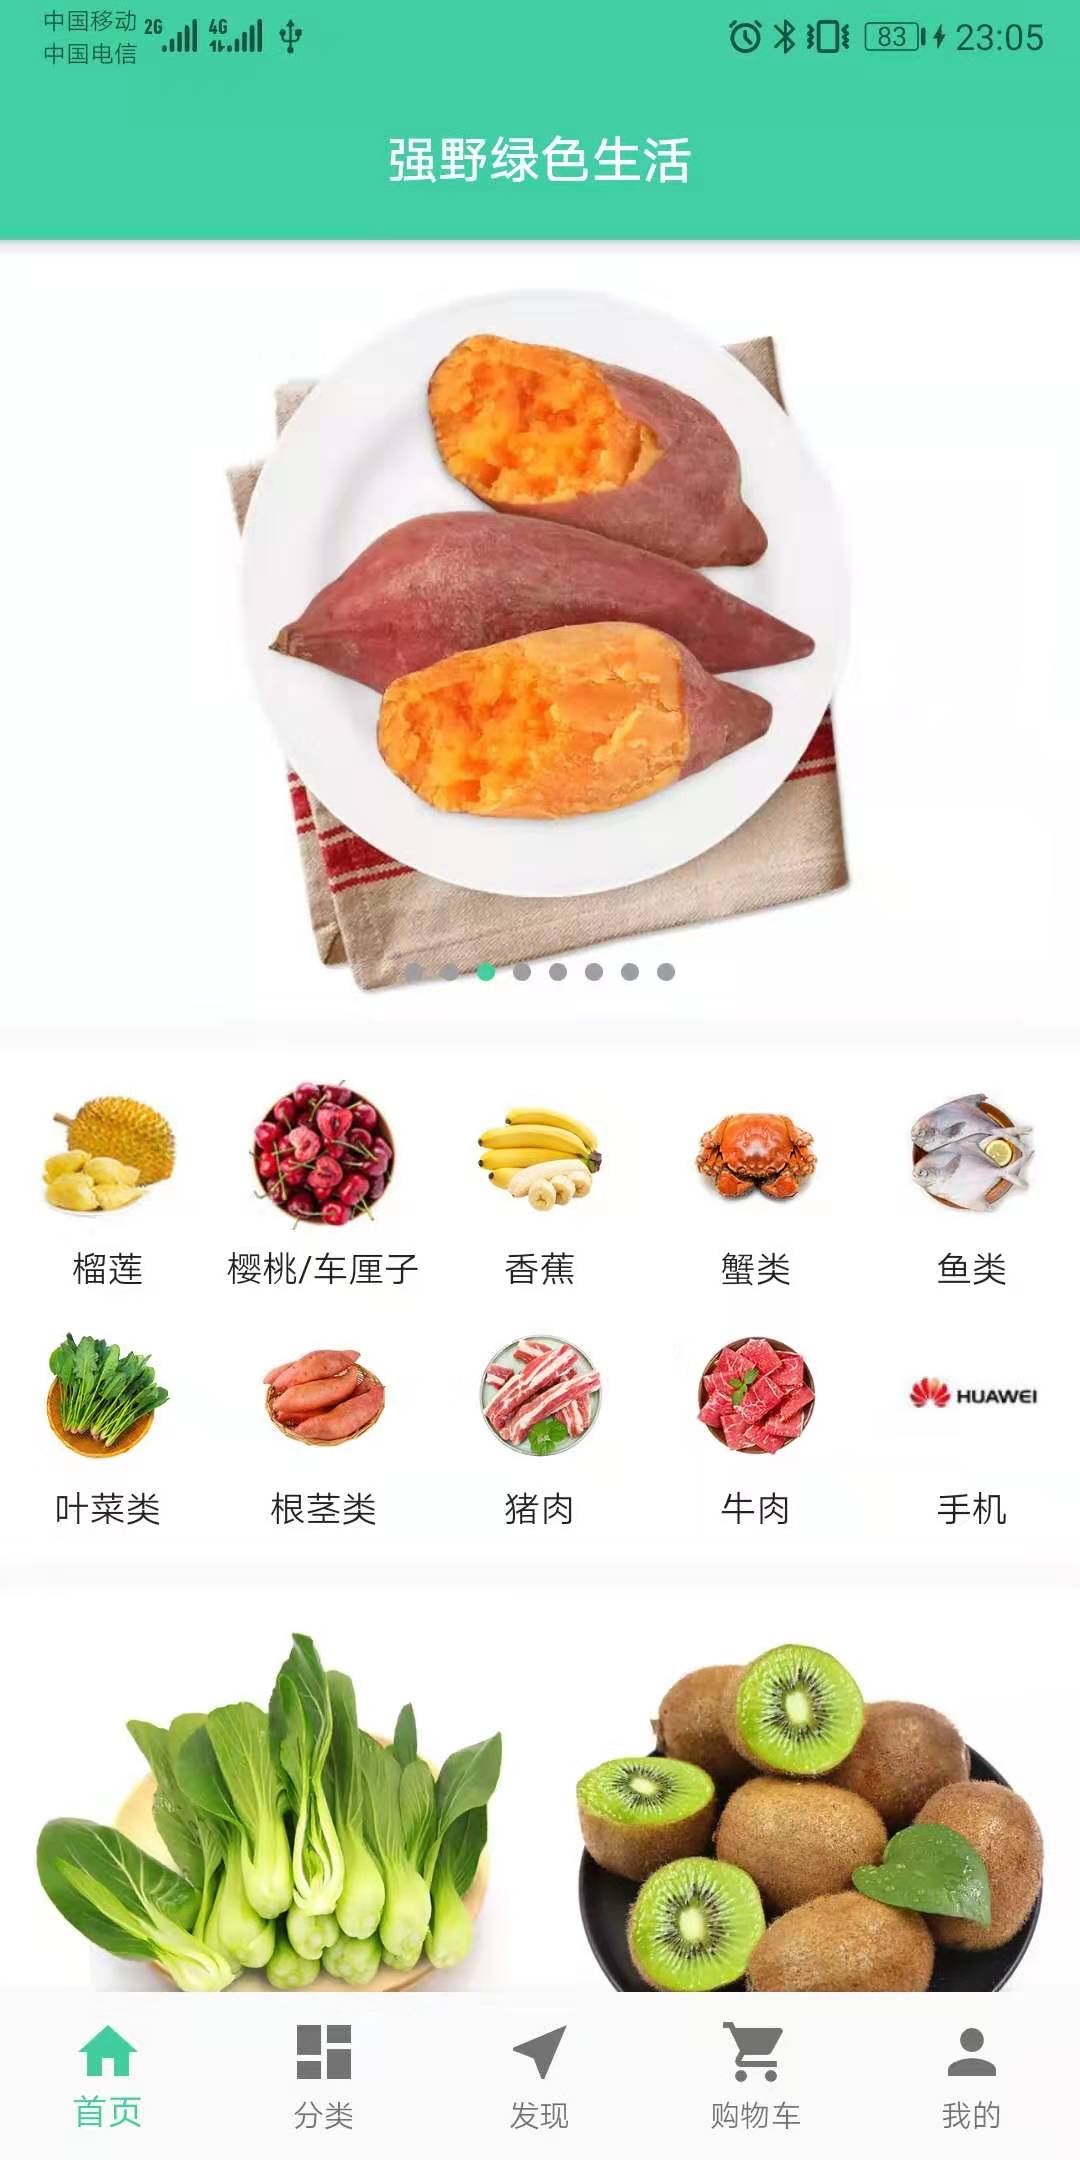 中国移动 2G 4G
中国电信
83 23:05
强野绿色生活
榴莲 樱桃/车厘子 香蕉 蟹类 鱼类
HUAWEI
叶菜类 根茎类 猪肉 牛肉 手机
首页 分类 发现 购物车 我的